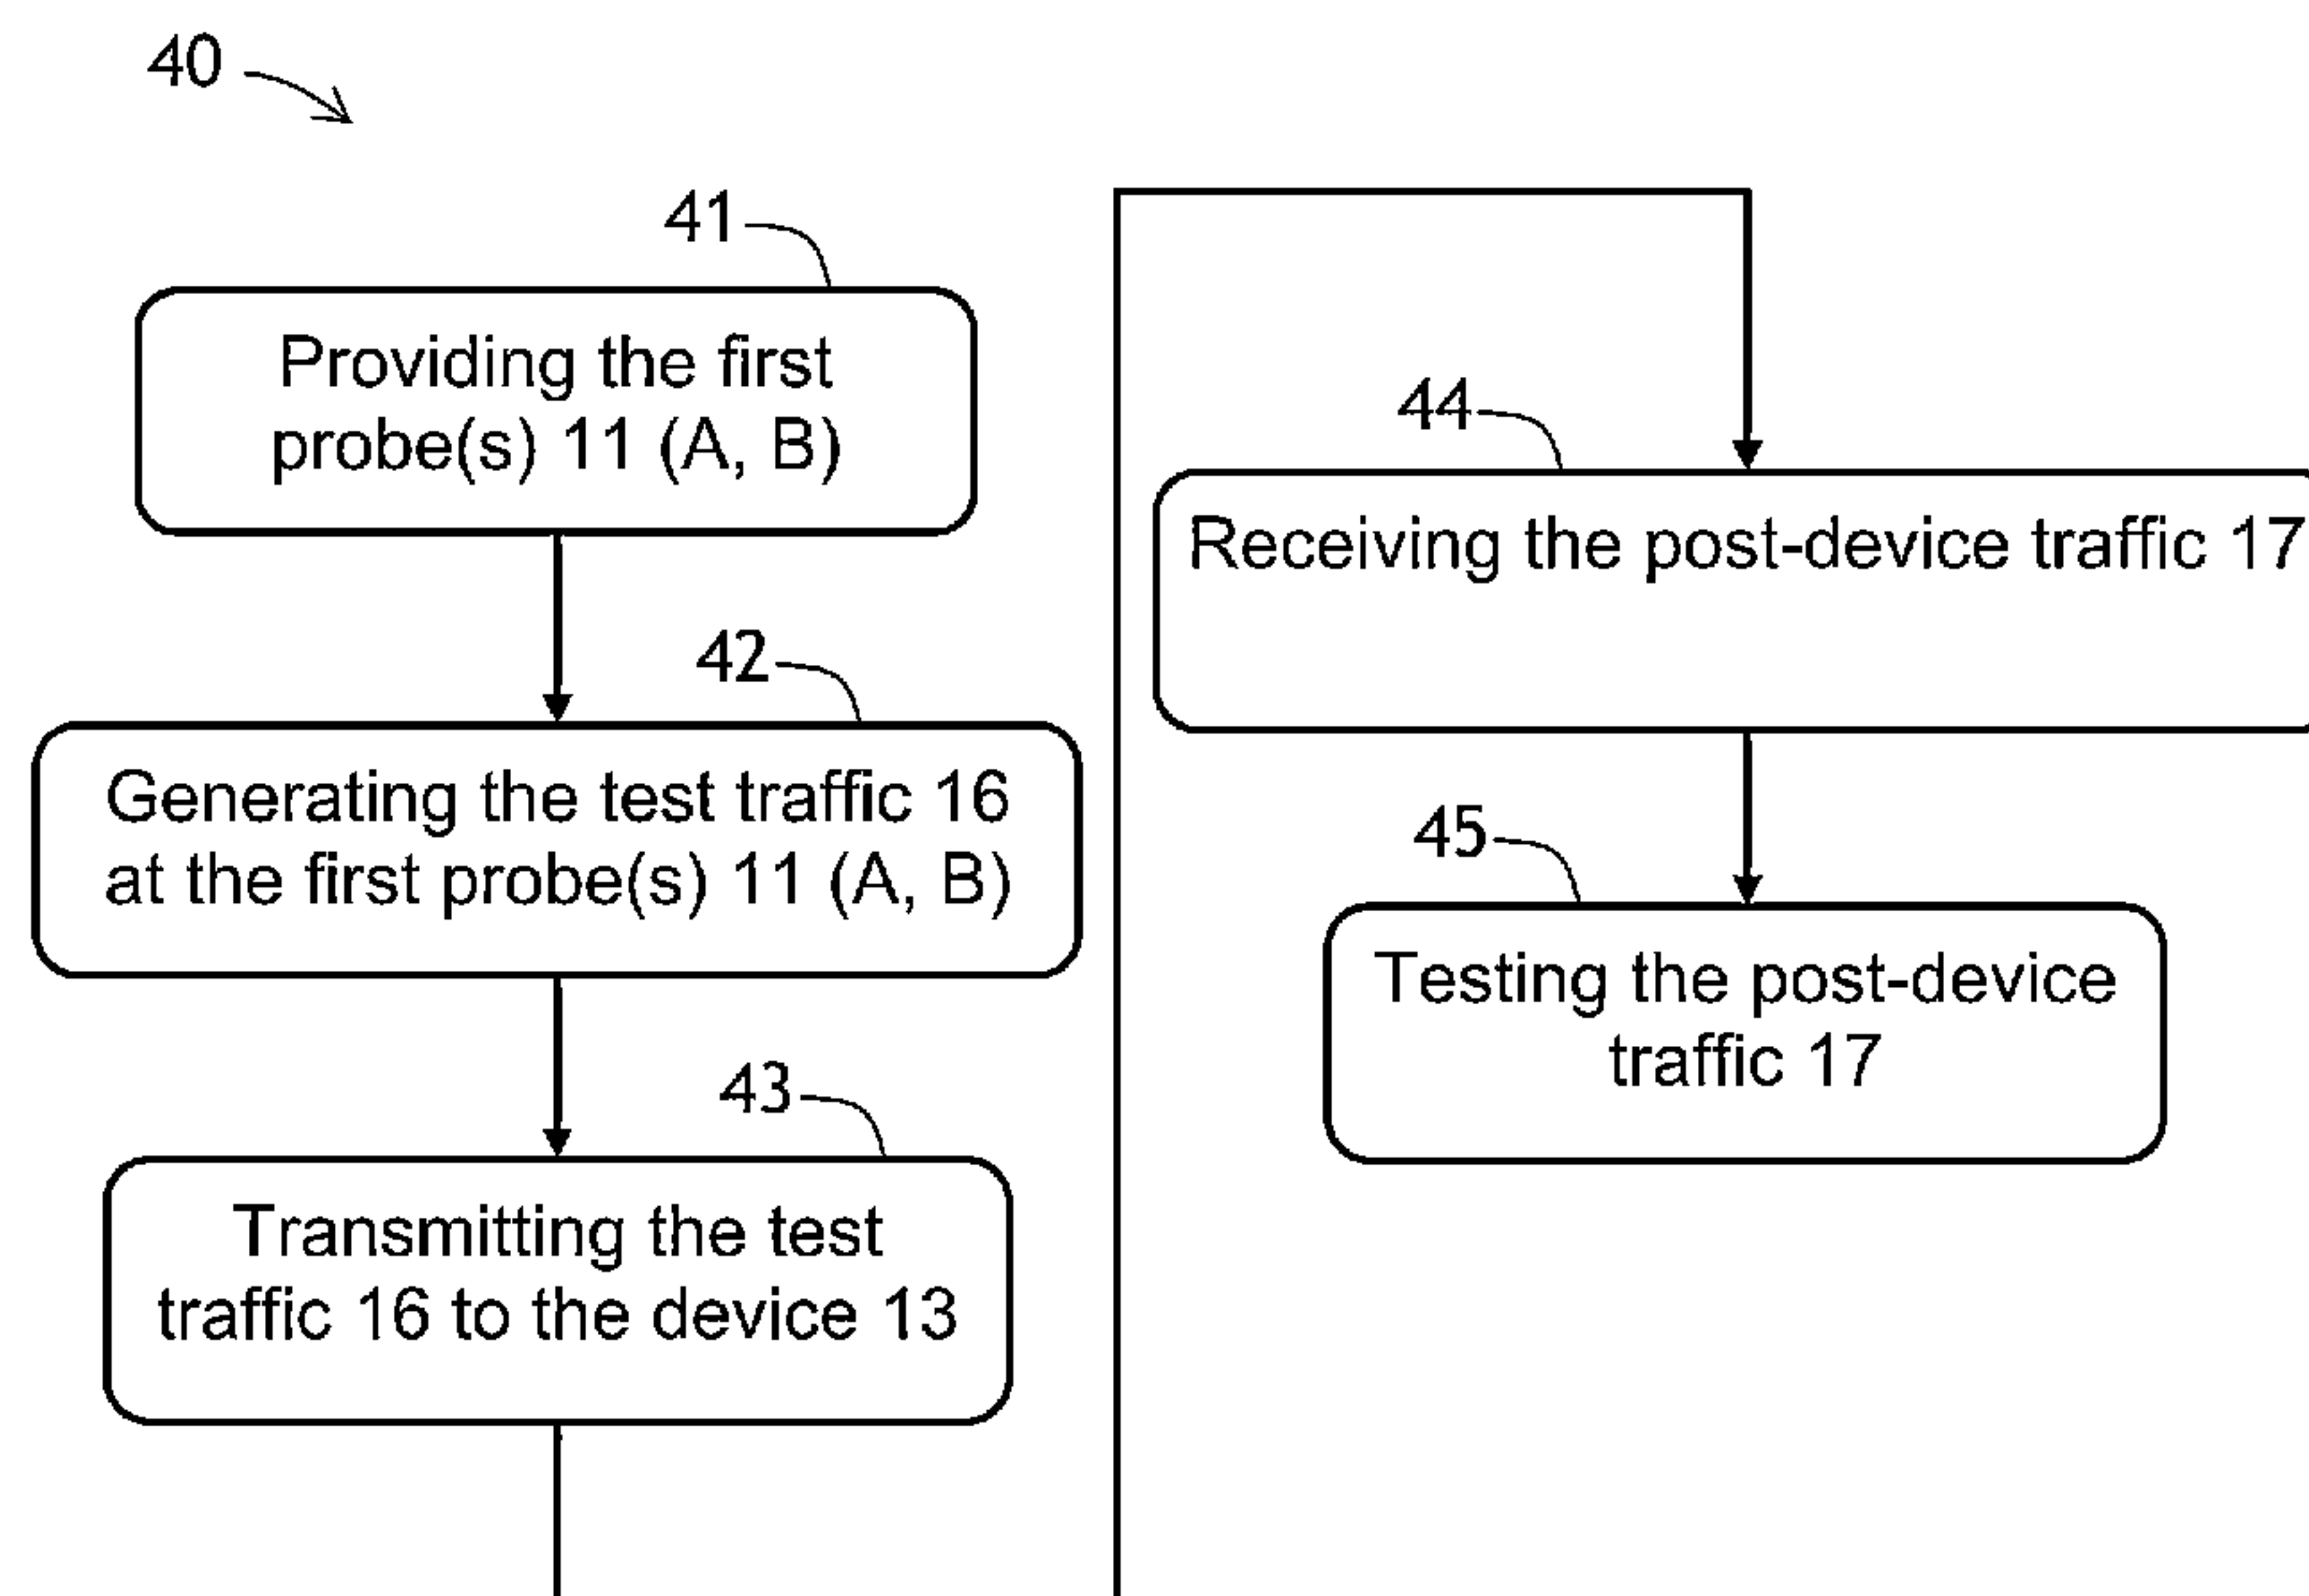 40
41
Providing the first
probe(s) 11 (A, B)
42
Generating the test traffic 16
at the first probe(s) 11 (A, B)
43
Transmitting the test
traffic 16 to the device 13
44
Receiving the post-device traffic 17
45
Testing the post-device
traffic 17